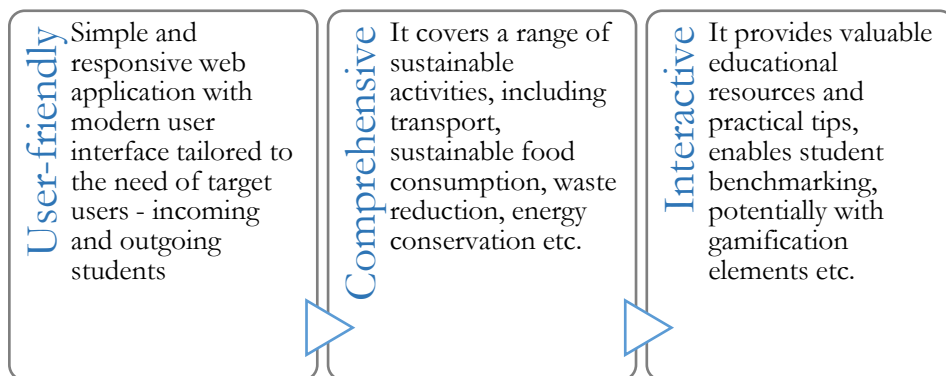 User-friendly
Simple and
responsive web
application with
modern user
interface tailored to
the need of target
users - incoming
and outgoing
students
Comprehensive
It covers a range of
sustainable
activities, including
transport,
sustainable food
consumption, waste
reduction, energy
conservation etc.
Interactive
It provides valuable
educational
resources and
practical tips,
enables student
benchmarking,
potentially with
gamification
elements etc.